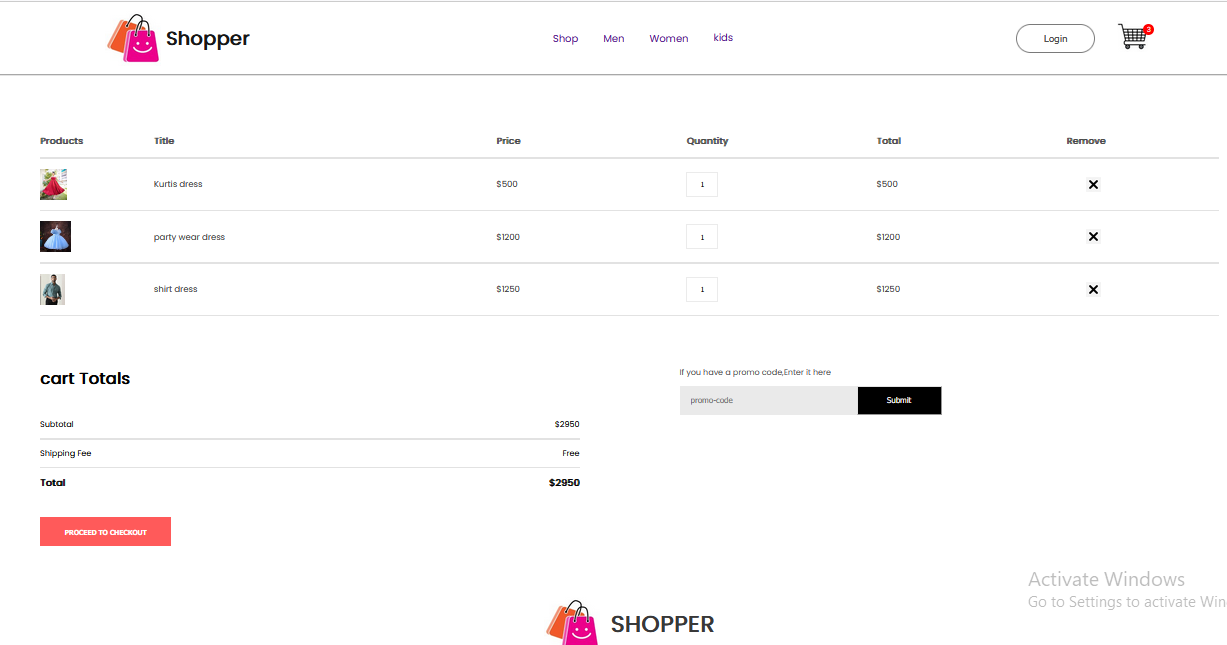 Shopper
Shop Men Women kids
Login
3
Products Title Price Quantity Total Remove
Kurtis dress $500 1 $500
party wear dress $1200 1 $1200
shirt dress $1250 1 $1250
cart Totals
Subtotal $2950
Shipping Fee Free
Total $2950
PROCEED TO CHECKOUT
If you have a promo code,Enter it here
promo-code Submit
Activate Windows
Go to Settings to activate Win
SHOPPER